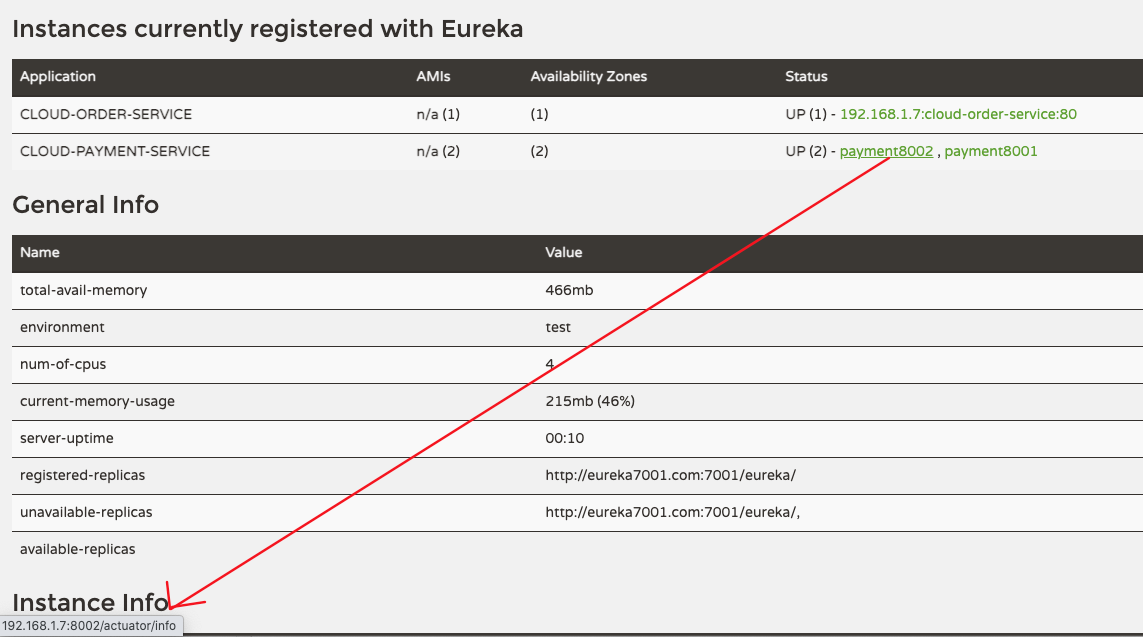 Instances currently registered with Eureka
Application AMIs Availability Zones Status
CLOUD-ORDER-SERVICE n/a (1) (1) UP (1) - 192.168.1.7:cloud-order-service:80
CLOUD-PAYMENT-SERVICE n/a (2) (2) UP (2) - payment8002 , payment8001
General Info
Name Value
total-avail-memory 466mb
environment test
num-of-cpus 4
current-memory-usage 215mb (46%)
server-uptime 00:10
registered-replicas http://eureka7001.com:7001/eureka/
unavailable-replicas http://eureka7001.com:7001/eureka/,
available-replicas
Instance Info
192.168.1.7:8002/actuator/info